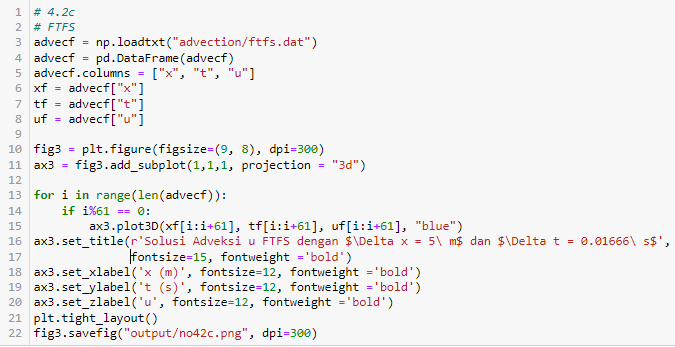 1 # 4.2c
2 # FTFS
3 advecf = np.loadtxt("advection/ftfs.dat")
4 advecf = pd.DataFrame(advecf)
5 advecf.columns = ["x", "t", "u"]
6 xf = advecf["x"]
7 tf = advecf["t"]
8 uf = advecf["u"]
9
10 fig3 = plt.figure(figsize=(9, 8), dpi=300)
11 ax3 = fig3.add_subplot(1,1,1, projection = "3d")
12
13 for i in range(len(advecf)):
14     if i%61 == 0:
15         ax3.plot3D(xf[i:i+61], tf[i:i+61], uf[i:i+61], "blue")
16 ax3.set_title(r'Solusi Adveksi u FTFS dengan $\Delta x = 5\ m$ dan $\Delta t = 0.01666\ s$',
17               fontsize=15, fontweight ='bold')
18 ax3.set_xlabel('x (m)', fontsize=12, fontweight ='bold')
19 ax3.set_ylabel('t (s)', fontsize=12, fontweight ='bold')
20 ax3.set_zlabel('u', fontsize=12, fontweight ='bold')
21 plt.tight_layout()
22 fig3.savefig("output/no42c.png", dpi=300)